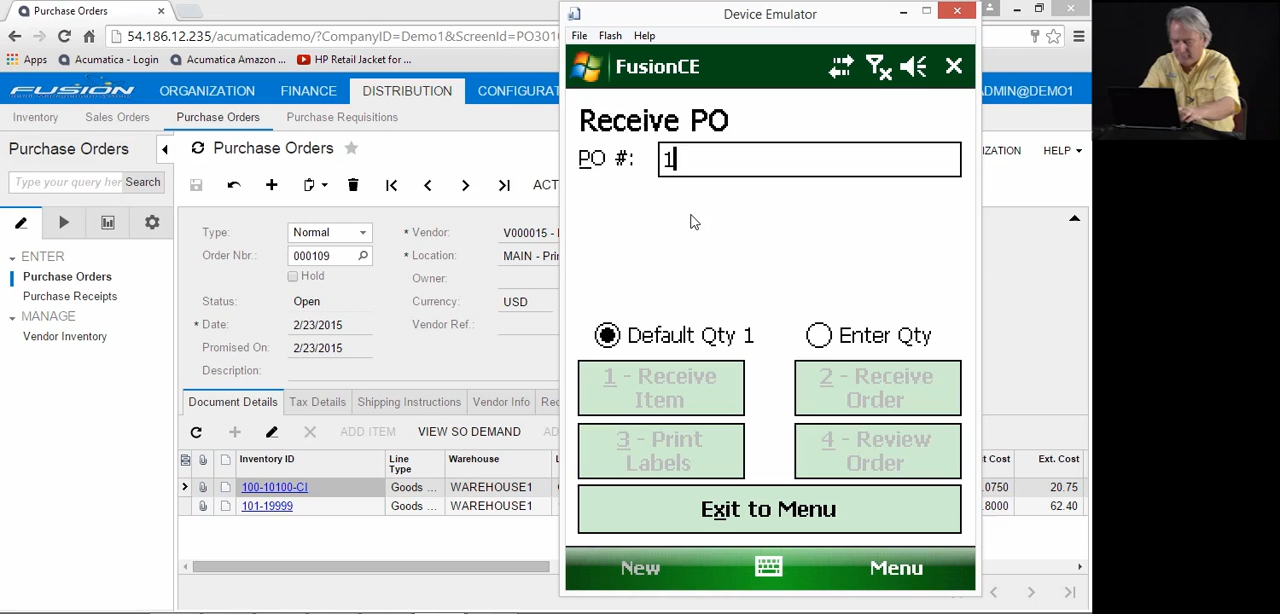 Purchase Orders
54.186.12.235/acumaticademo/?CompanyID=Demo1&ScreenId=PO301
Apps
Acumatica - Login
Acumatica Amazon ...
HP Retail Jacket for ...
FUSION
ORGANIZATION
FINANCE
DISTRIBUTION
CONFIGURAT
ADMIN@DEMO1
Inventory
Sales Orders
Purchase Orders
Purchase Requisitions
Purchase Orders
Purchase Orders
IZATION
HELP
Type your query her
Search
ACT
ENTER
Purchase Orders
Purchase Receipts
MANAGE
Vendor Inventory
Type:
Normal
* Vendor:
V000015 -
Order Nbr.:
000109
* Location:
MAIN - Pri
Hold
Owner:
Status:
Open
Currency:
USD
* Date:
2/23/2015
Vendor Ref.:
Promised On:
2/23/2015
Description:
Document Details
Tax Details
Shipping Instructions
Vendor Info
Rec
ADD ITEM
VIEW SO DEMAND
AD
Inventory ID
Line Type
Warehouse
t Cost
Ext. Cost
100-10100-CI
Goods ...
WAREHOUSE1
.0750
20.75
101-19999
Goods ...
WAREHOUSE1
.8000
62.40
Device Emulator
File
Flash
Help
FusionCE
Receive PO
PO #:
1
Default Qty 1
Enter Qty
1 - Receive
Item
2 - Receive
Order
3 - Print
Labels
4 - Review
Order
Exit to Menu
New
Menu